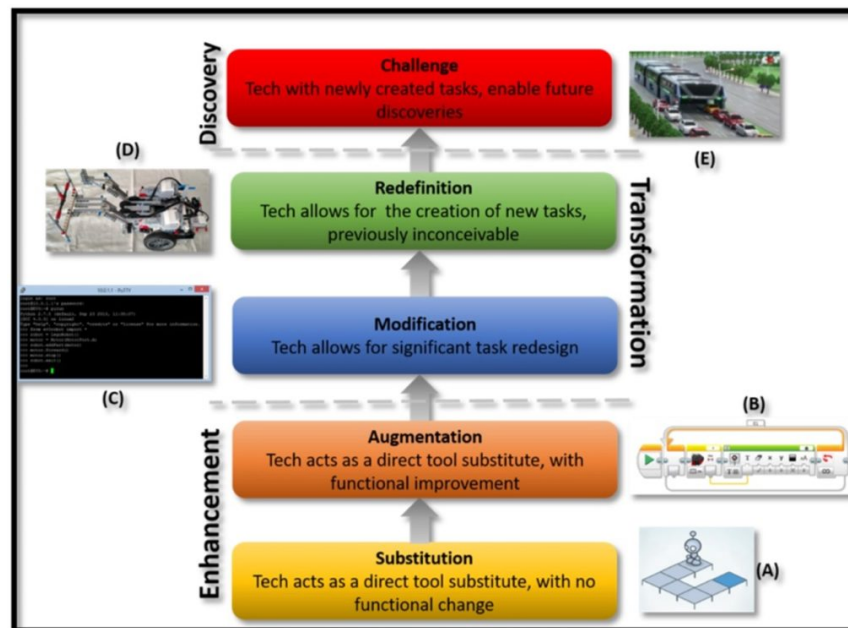 Discovery
Challenge
Tech with newly created tasks, enable future
discoveries
(E)
(D)
Redefinition
Tech allows for the creation of new tasks,
previously inconceivable
Transformation
Modification
Tech allows for significant task redesign
(C)
(B)
Enhancement
Augmentation
Tech acts as a direct tool substitute, with
functional improvement
Substitution
Tech acts as a direct tool substitute, with no
functional change
(A)